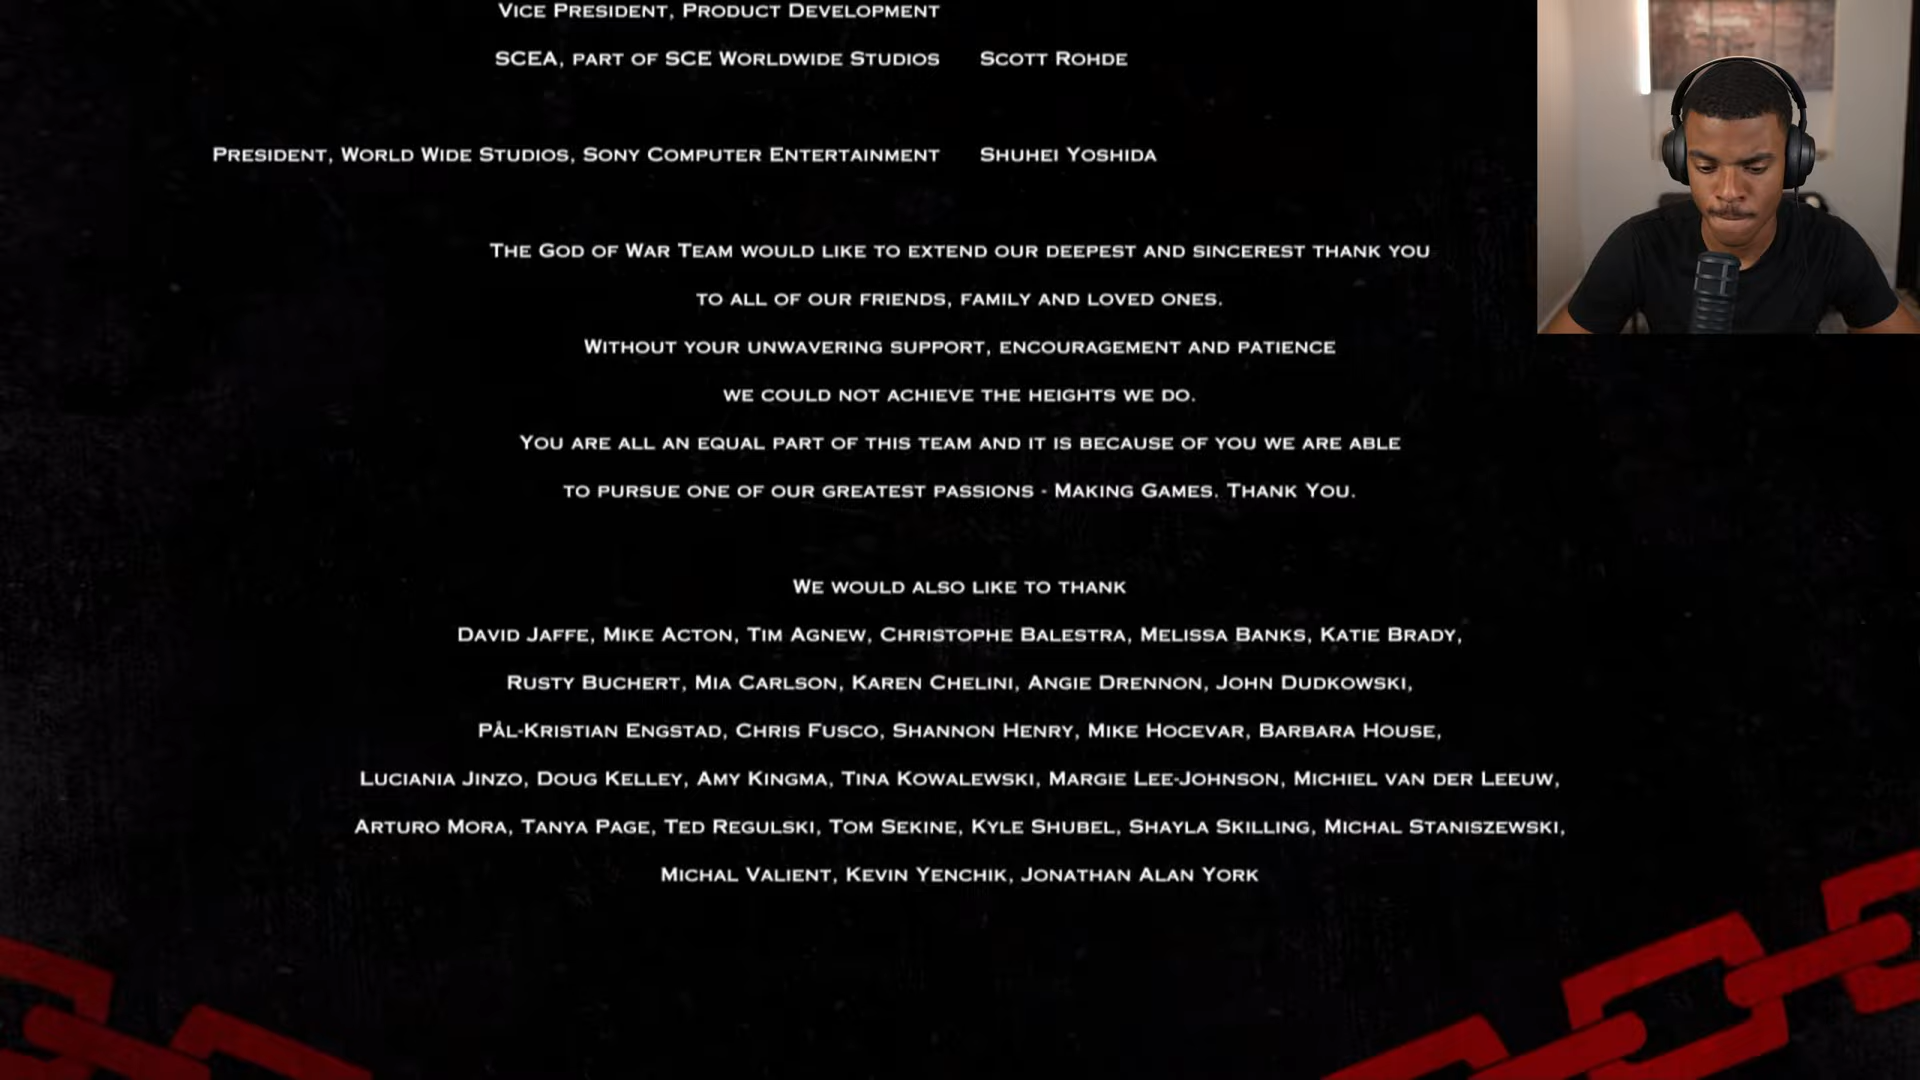 Vice President, Product Development
SCEA, part of SCE Worldwide Studios Scott Rohde
President, World Wide Studios, Sony Computer Entertainment Shuhei Yoshida
The God of War Team would like to extend our deepest and sincerest thank you
to all of our friends, family and loved ones.
Without your unwavering support, encouragement and patience
we could not achieve the heights we do.
You are all an equal part of this team and it is because of you we are able
to pursue one of our greatest passions - Making Games. Thank You.
We would also like to thank
David Jaffe, Mike Acton, Tim Agnew, Christophe Balestra, Melissa Banks, Katie Brady,
Rusty Buchert, Mia Carlson, Karen Chelini, Angie Drennon, John Dudkowski,
Pål-Kristian Engstad, Chris Fusco, Shannon Henry, Mike Hocevar, Barbara House,
Luciania Jinzo, Doug Kelley, Amy Kingma, Tina Kowalewski, Margie Lee-Johnson, Michiel van der Leeuw,
Arturo Mora, Tanya Page, Ted Regulski, Tom Sekine, Kyle Shubel, Shayla Skilling, Michal Staniszewski,
Michal Valient, Kevin Yenchik, Jonathan Alan York